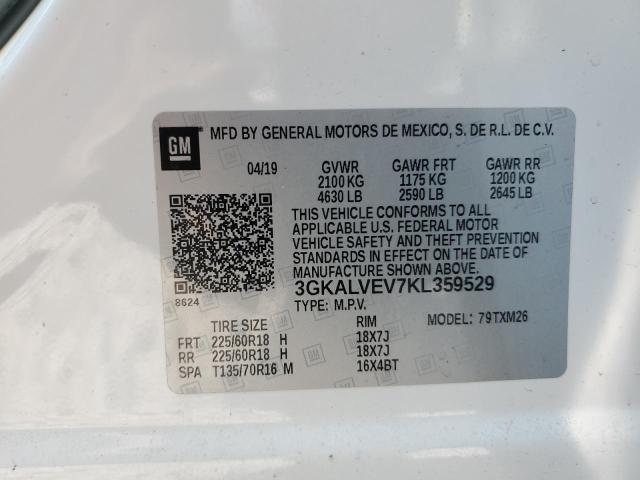 GM MFD BY GENERAL MOTORS DE MEXICO, S. DE R.L. DE C.V.
04/19 GVWR GAWR FRT GAWR RR
2100 KG 1175 KG 1200 KG
4630 LB 2590 LB 2645 LB
THIS VEHICLE CONFORMS TO ALL
APPLICABLE U.S. FEDERAL MOTOR
VEHICLE SAFETY AND THEFT PREVENTION
STANDARDS IN EFFECT ON THE DATE OF
MANUFACTURE SHOWN ABOVE.
3GKALVEV7KL359529
8624
TYPE: M.P.V.
TIRE SIZE RIM MODEL: 79TXM26
FRT 225/60R18 H 18X7J
RR 225/60R18 H 18X7J
SPA T135/70R16 M 16X4BT